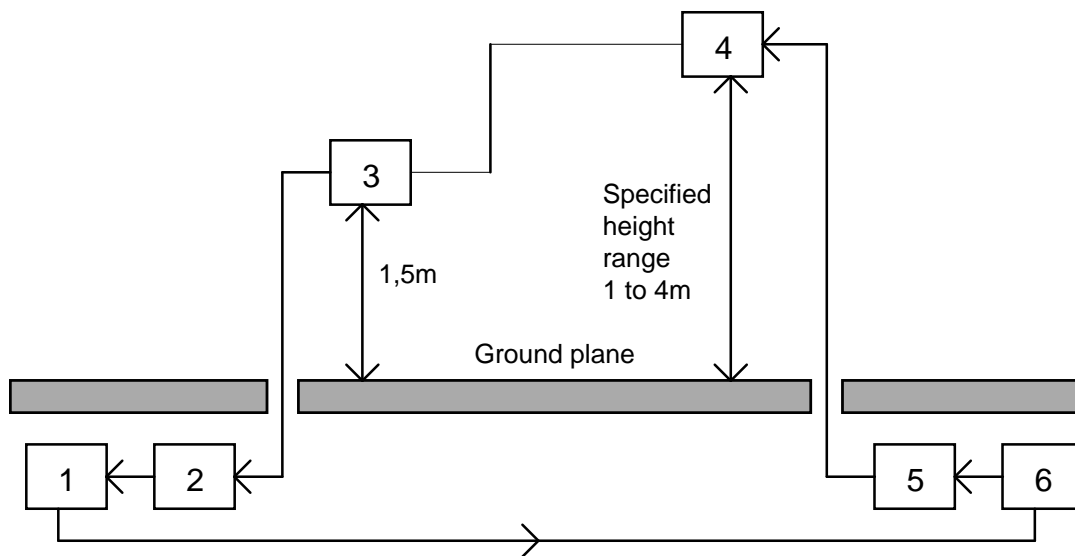 4
3
Specified
height
range
1 to 4m
1,5m
Ground plane
1
2
5
6